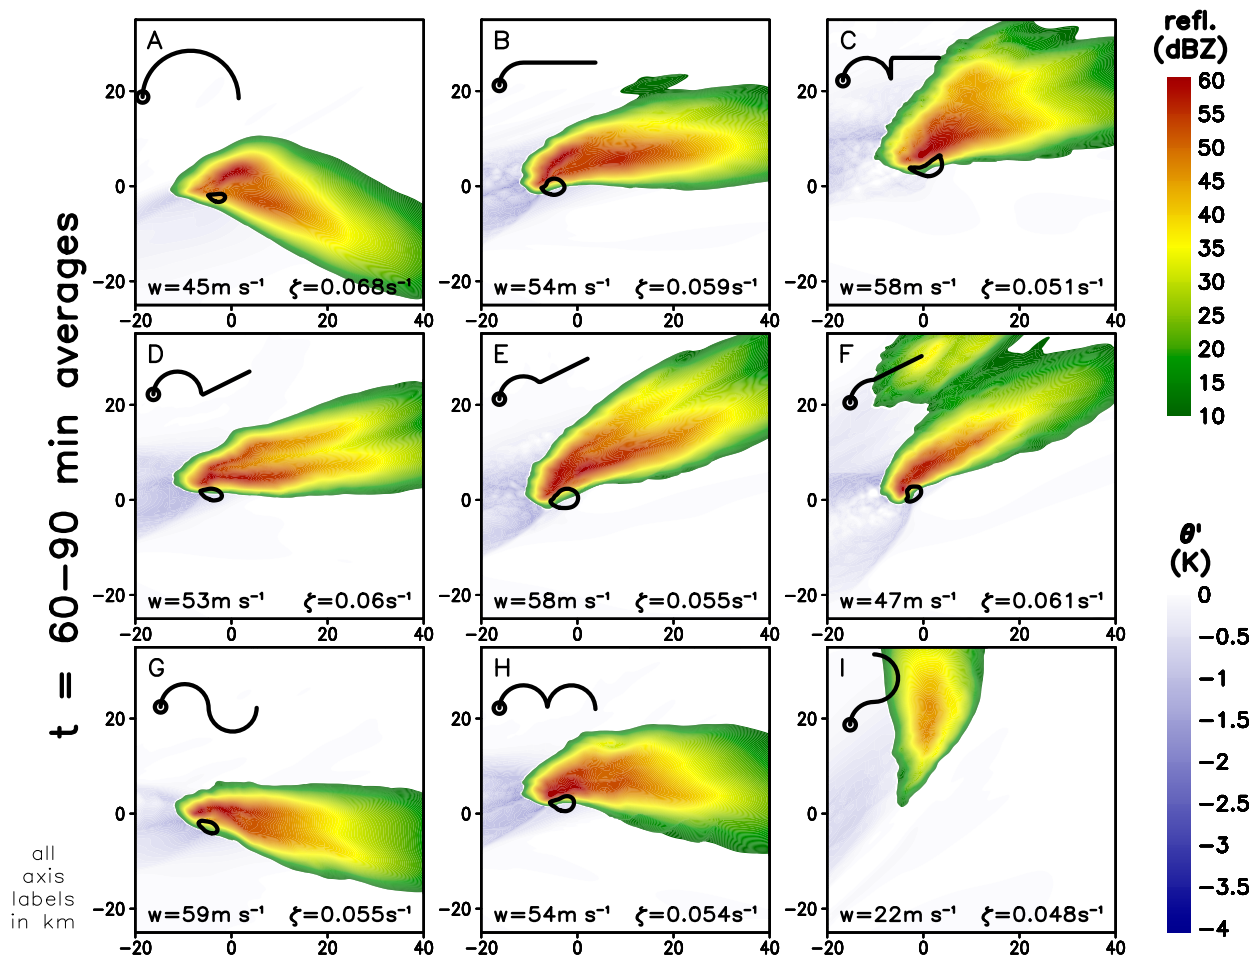 t = 60−90 min averages
all
axis
labels
in km
A
w=45m s⁻¹ ζ=0.068s⁻¹
20
0
−20
−20 0 20 40
B
w=54m s⁻¹ ζ=0.059s⁻¹
20
0
−20
−20 0 20 40
C
w=58m s⁻¹ ζ=0.051s⁻¹
20
0
−20
−20 0 20 40
D
w=53m s⁻¹ ζ=0.06s⁻¹
20
0
−20
−20 0 20 40
E
w=58m s⁻¹ ζ=0.055s⁻¹
20
0
−20
−20 0 20 40
F
w=47m s⁻¹ ζ=0.061s⁻¹
20
0
−20
−20 0 20 40
G
w=59m s⁻¹ ζ=0.055s⁻¹
20
0
−20
−20 0 20 40
H
w=54m s⁻¹ ζ=0.054s⁻¹
20
0
−20
−20 0 20 40
I
w=22m s⁻¹ ζ=0.048s⁻¹
20
0
−20
−20 0 20 40
refl.
(dBZ)
60
55
50
45
40
35
30
25
20
15
10
θ'
(K)
0
−0.5
−1
−1.5
−2
−2.5
−3
−3.5
−4